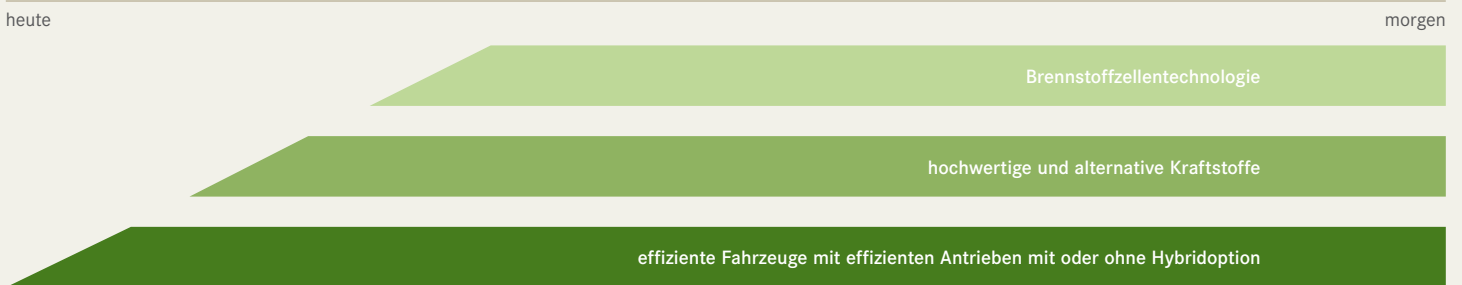 heute
morgen
Brennstoffzellentechnologie
hochwertige und alternative Kraftstoffe
effiziente Fahrzeuge mit effizienten Antrieben mit oder ohne Hybridoption